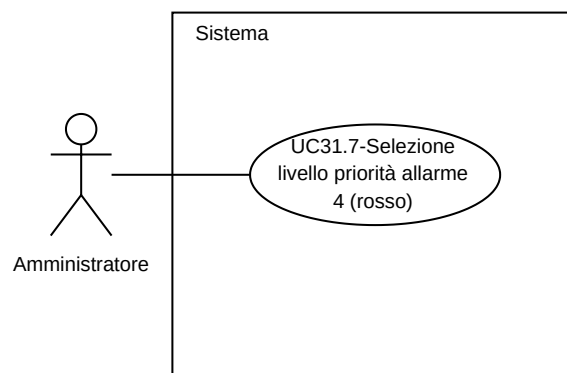 Sistema
UC31.7-Selezione
livello priorità allarme
4 (rosso)
Amministratore